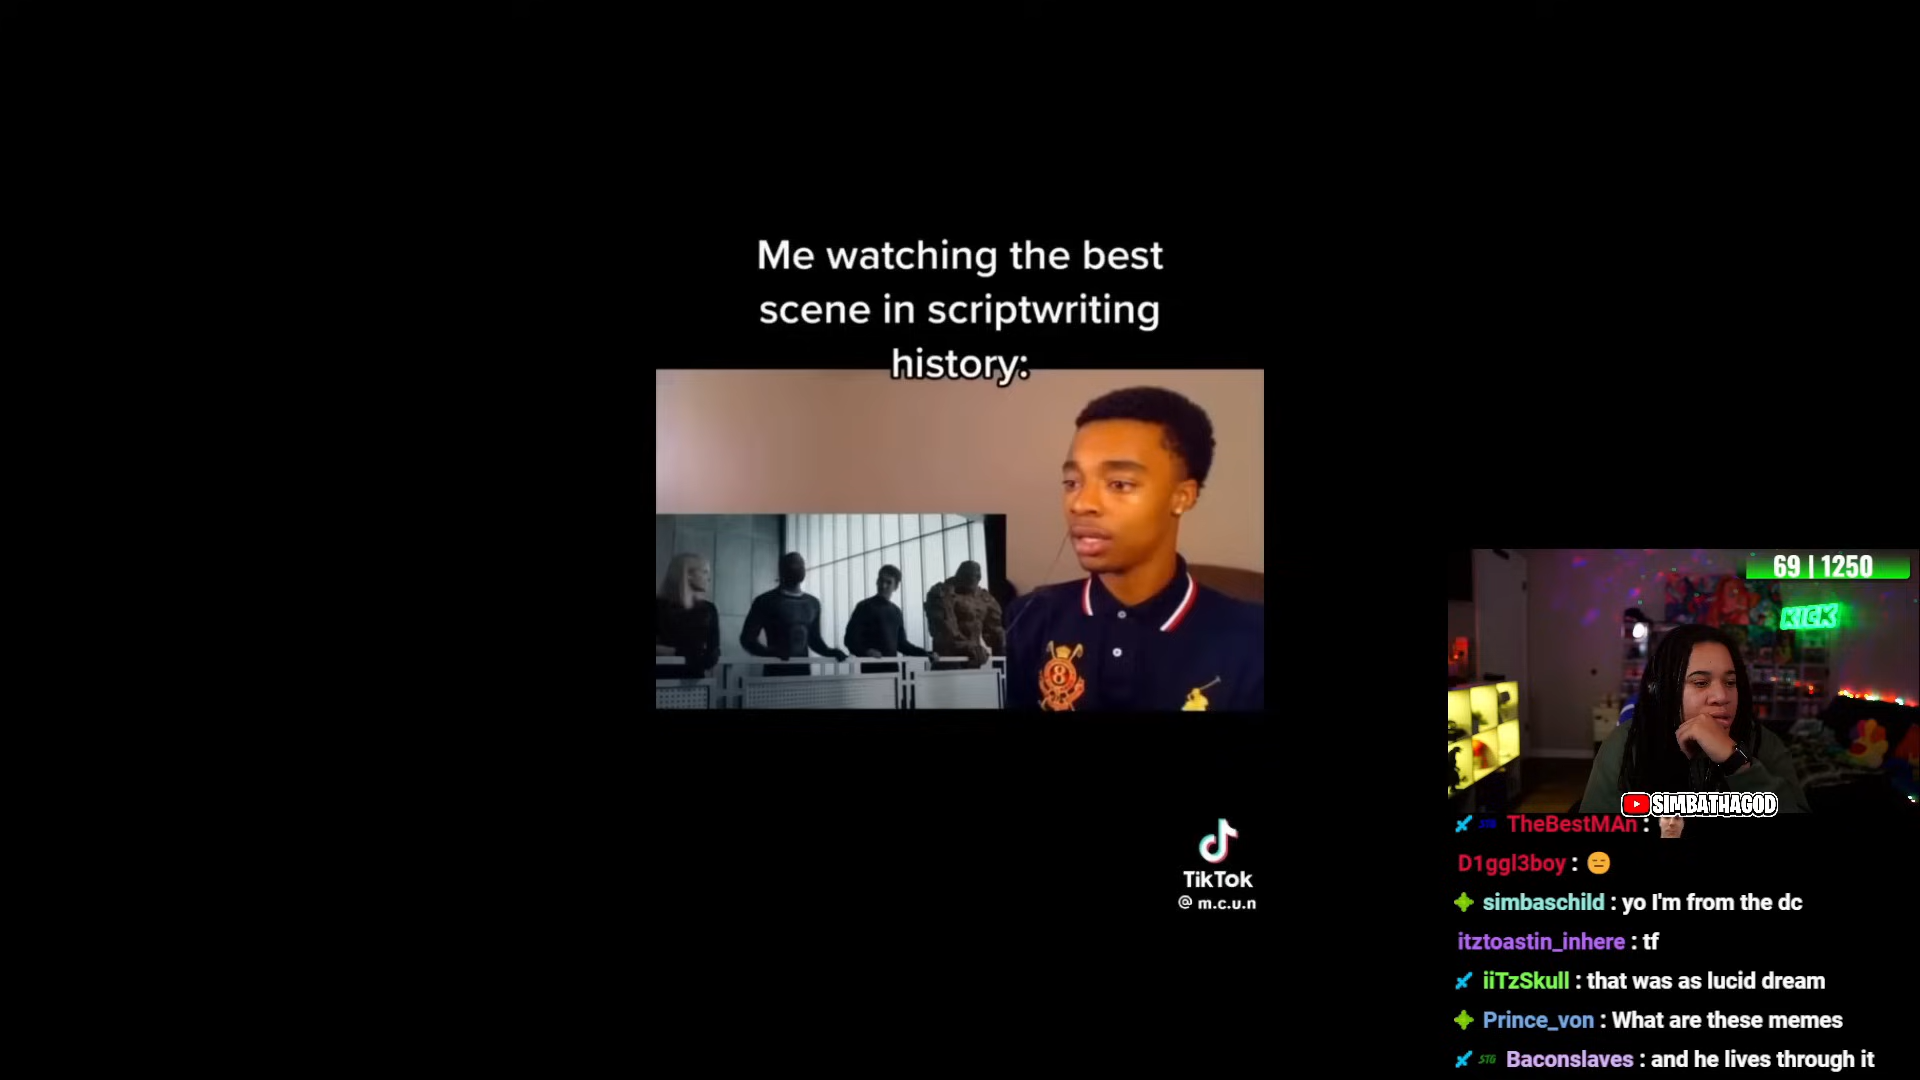 Me watching the best
scene in scriptwriting
history:
8
TikTok
@ m.c.u.n
69 | 1250
KICK
SIMBATHAGOD
TheBestMAn :
D1ggl3boy :
simbaschild : yo I'm from the dc
itztoastin_inhere : tf
iiTzSkull : that was as lucid dream
Prince_von : What are these memes
STG Baconslaves : and he lives through it